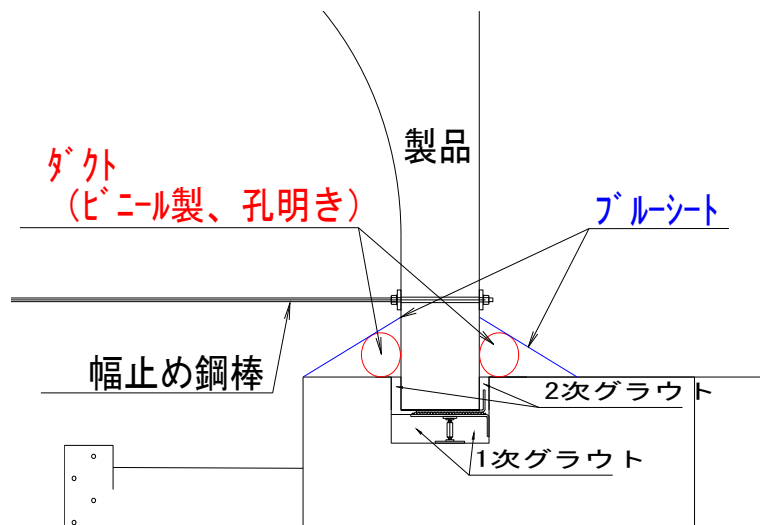 製品
ﾀﾞｸﾄ
(ﾋﾞﾆｰﾙ製、孔明き)
ﾌﾞﾙｰｼｰﾄ
幅止め鋼棒
2次グラウト
1次グラウト